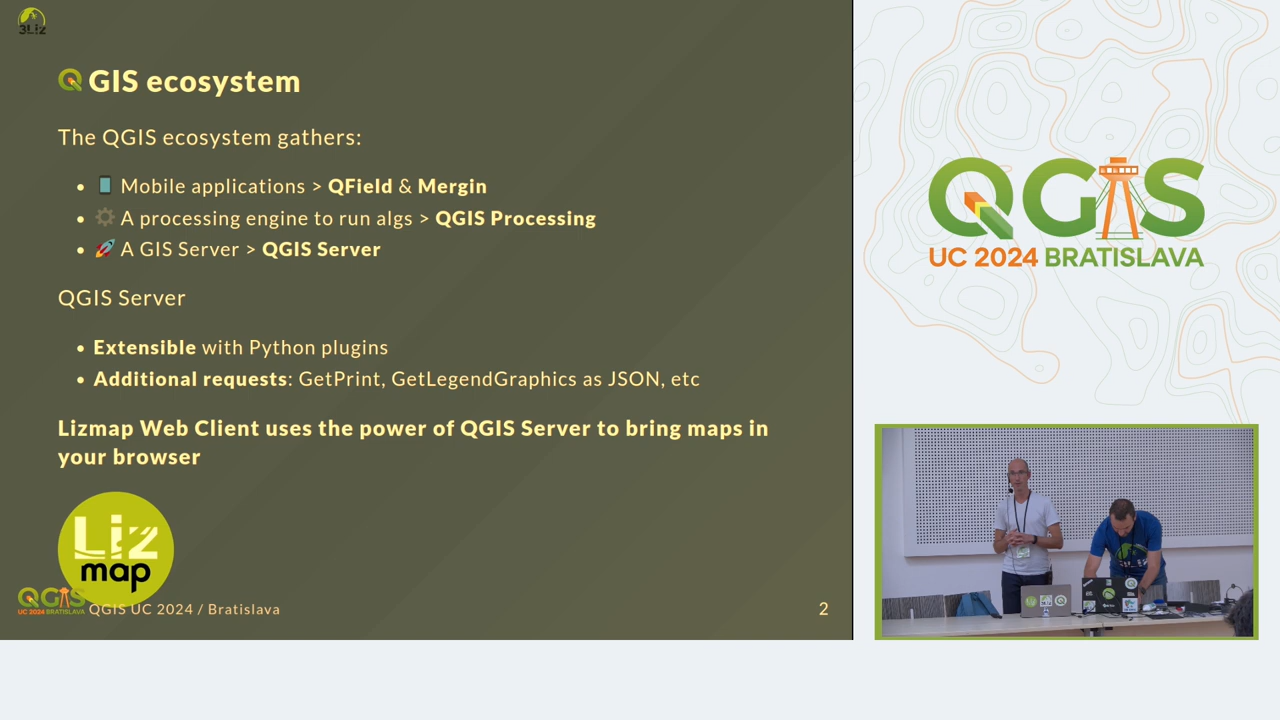 3Liz
QGIS ecosystem
The QGIS ecosystem gathers:
Mobile applications > QField & Mergin
A processing engine to run algs > QGIS Processing
A GIS Server > QGIS Server
QGIS Server
Extensible with Python plugins
Additional requests: GetPrint, GetLegendGraphics as JSON, etc
Lizmap Web Client uses the power of QGIS Server to bring maps in
your browser
Liz
map
QGIS
UC 2024 BRATISLAVA
QGIS UC 2024 / Bratislava
2
QGIS
UC 2024 BRATISLAVA